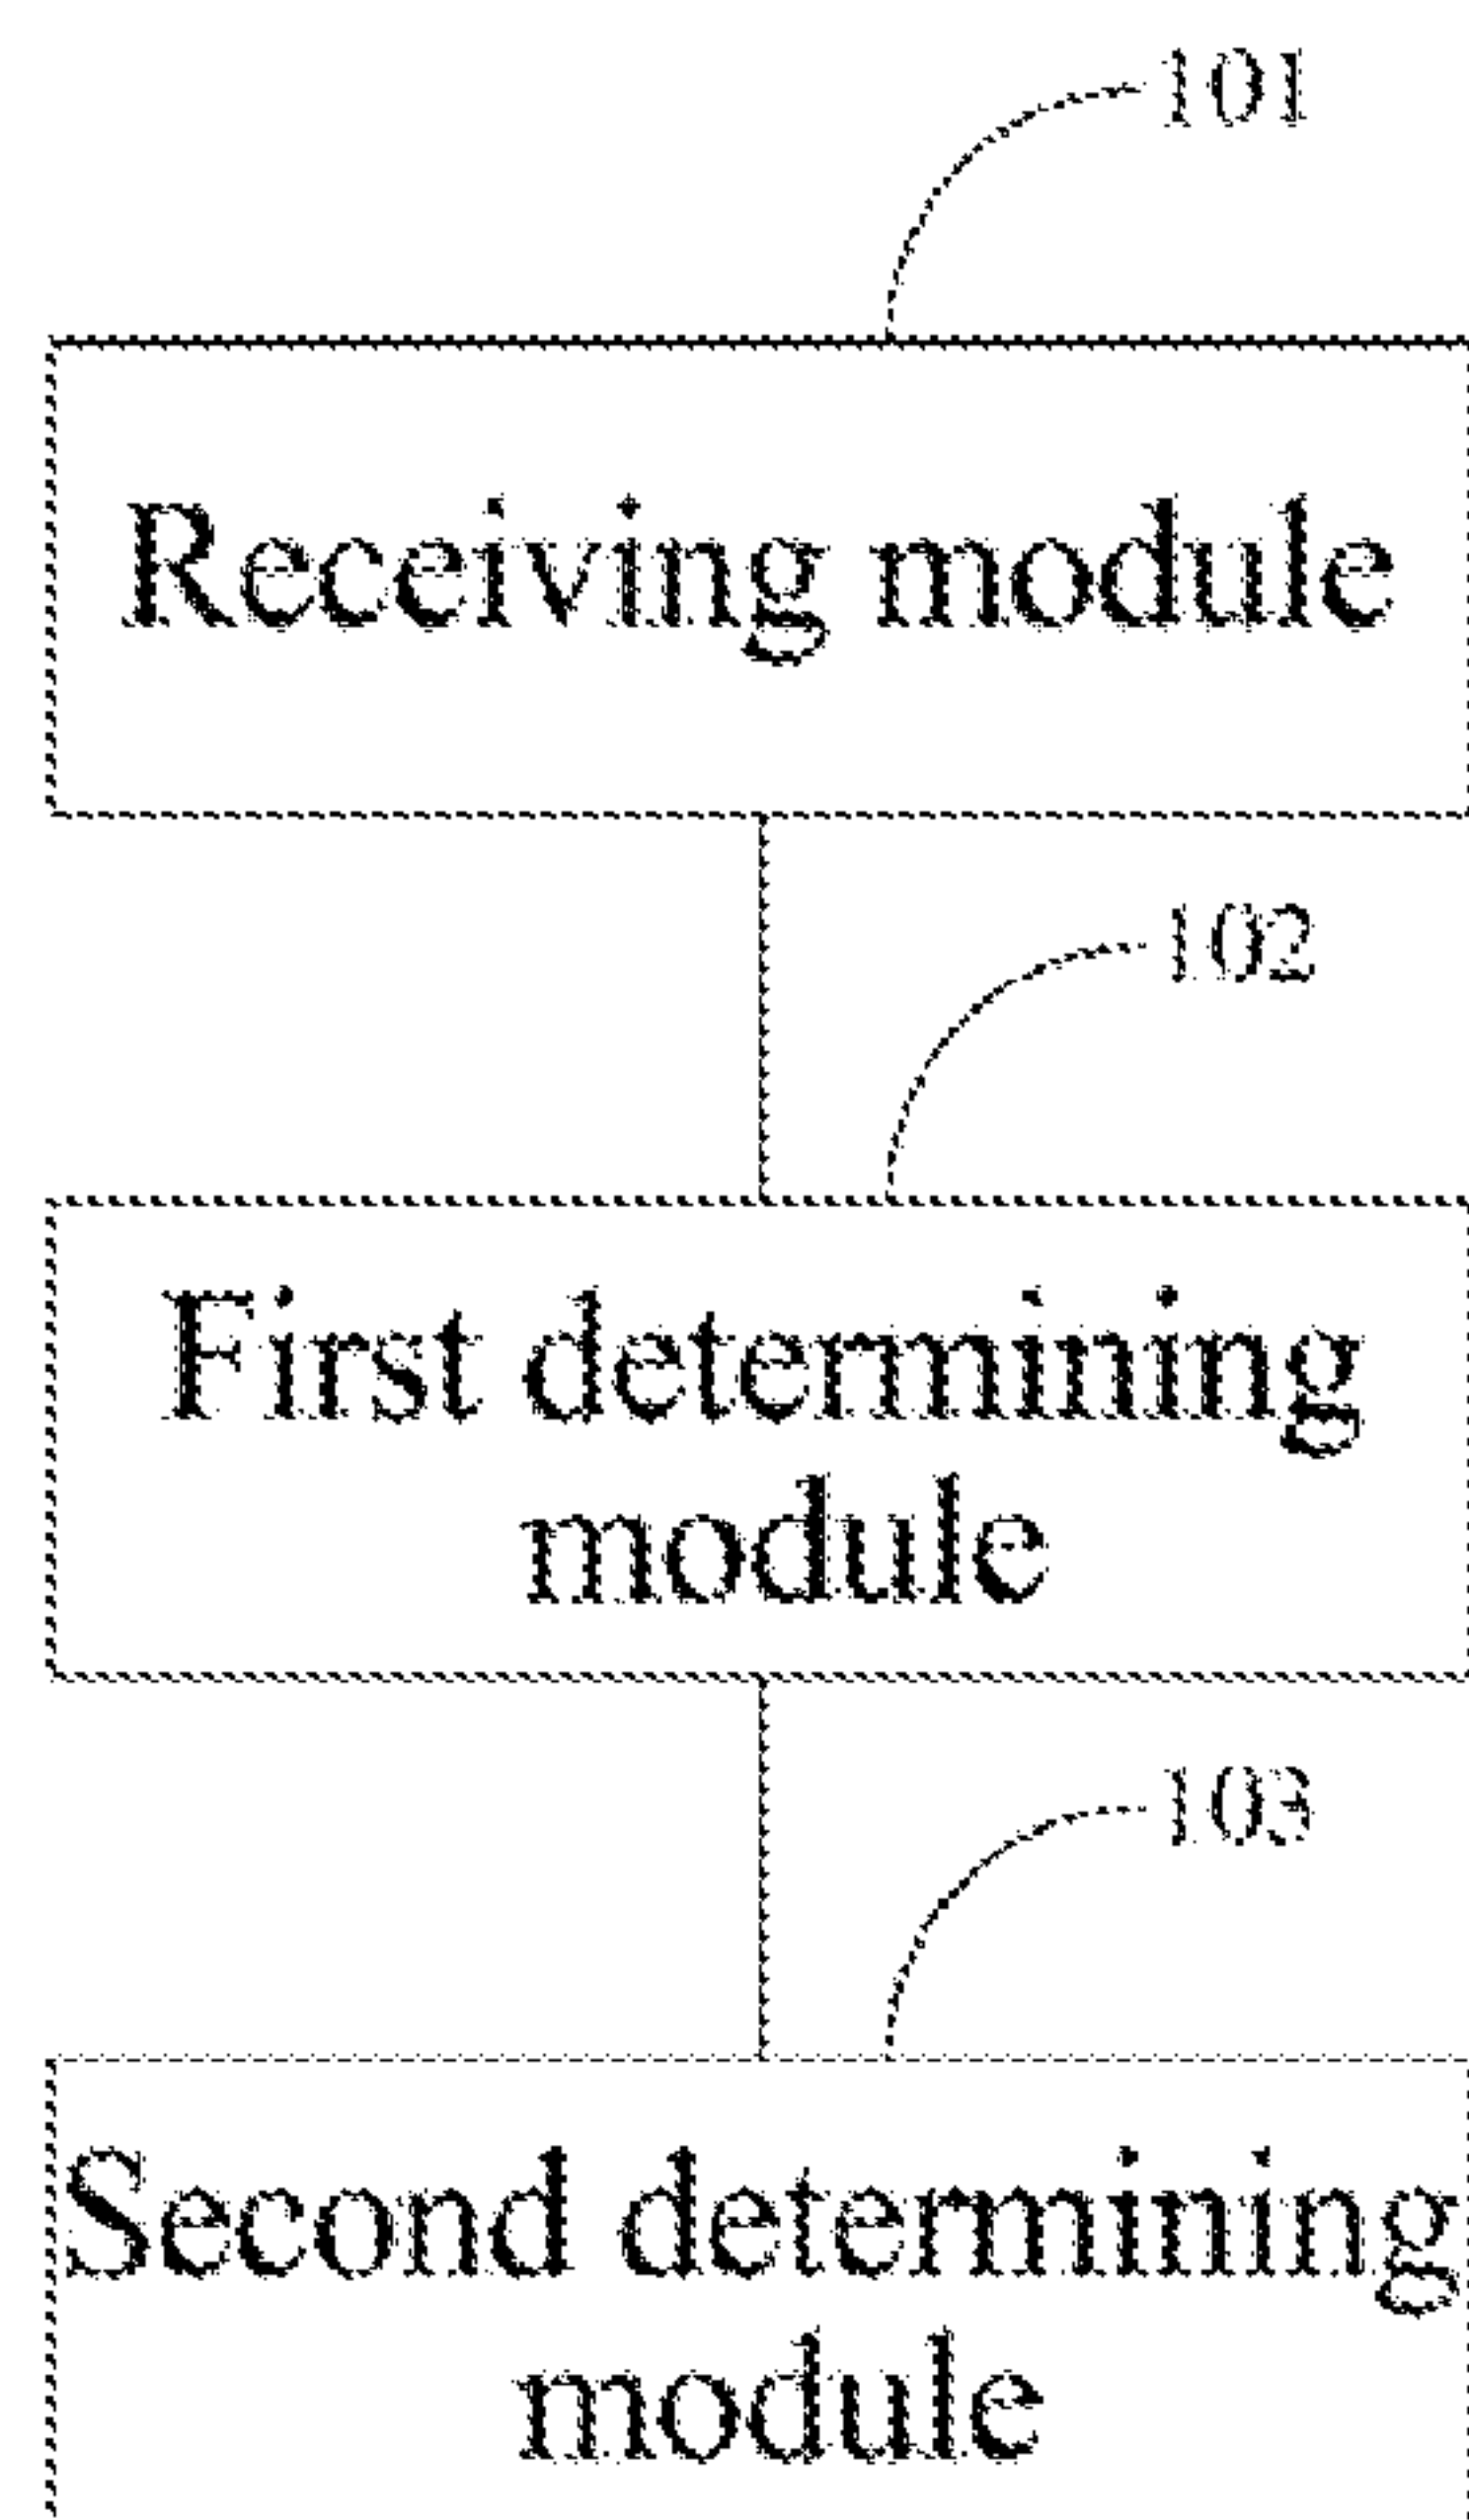 101
Receiving module
102
First determining
module
103
Second determining
module